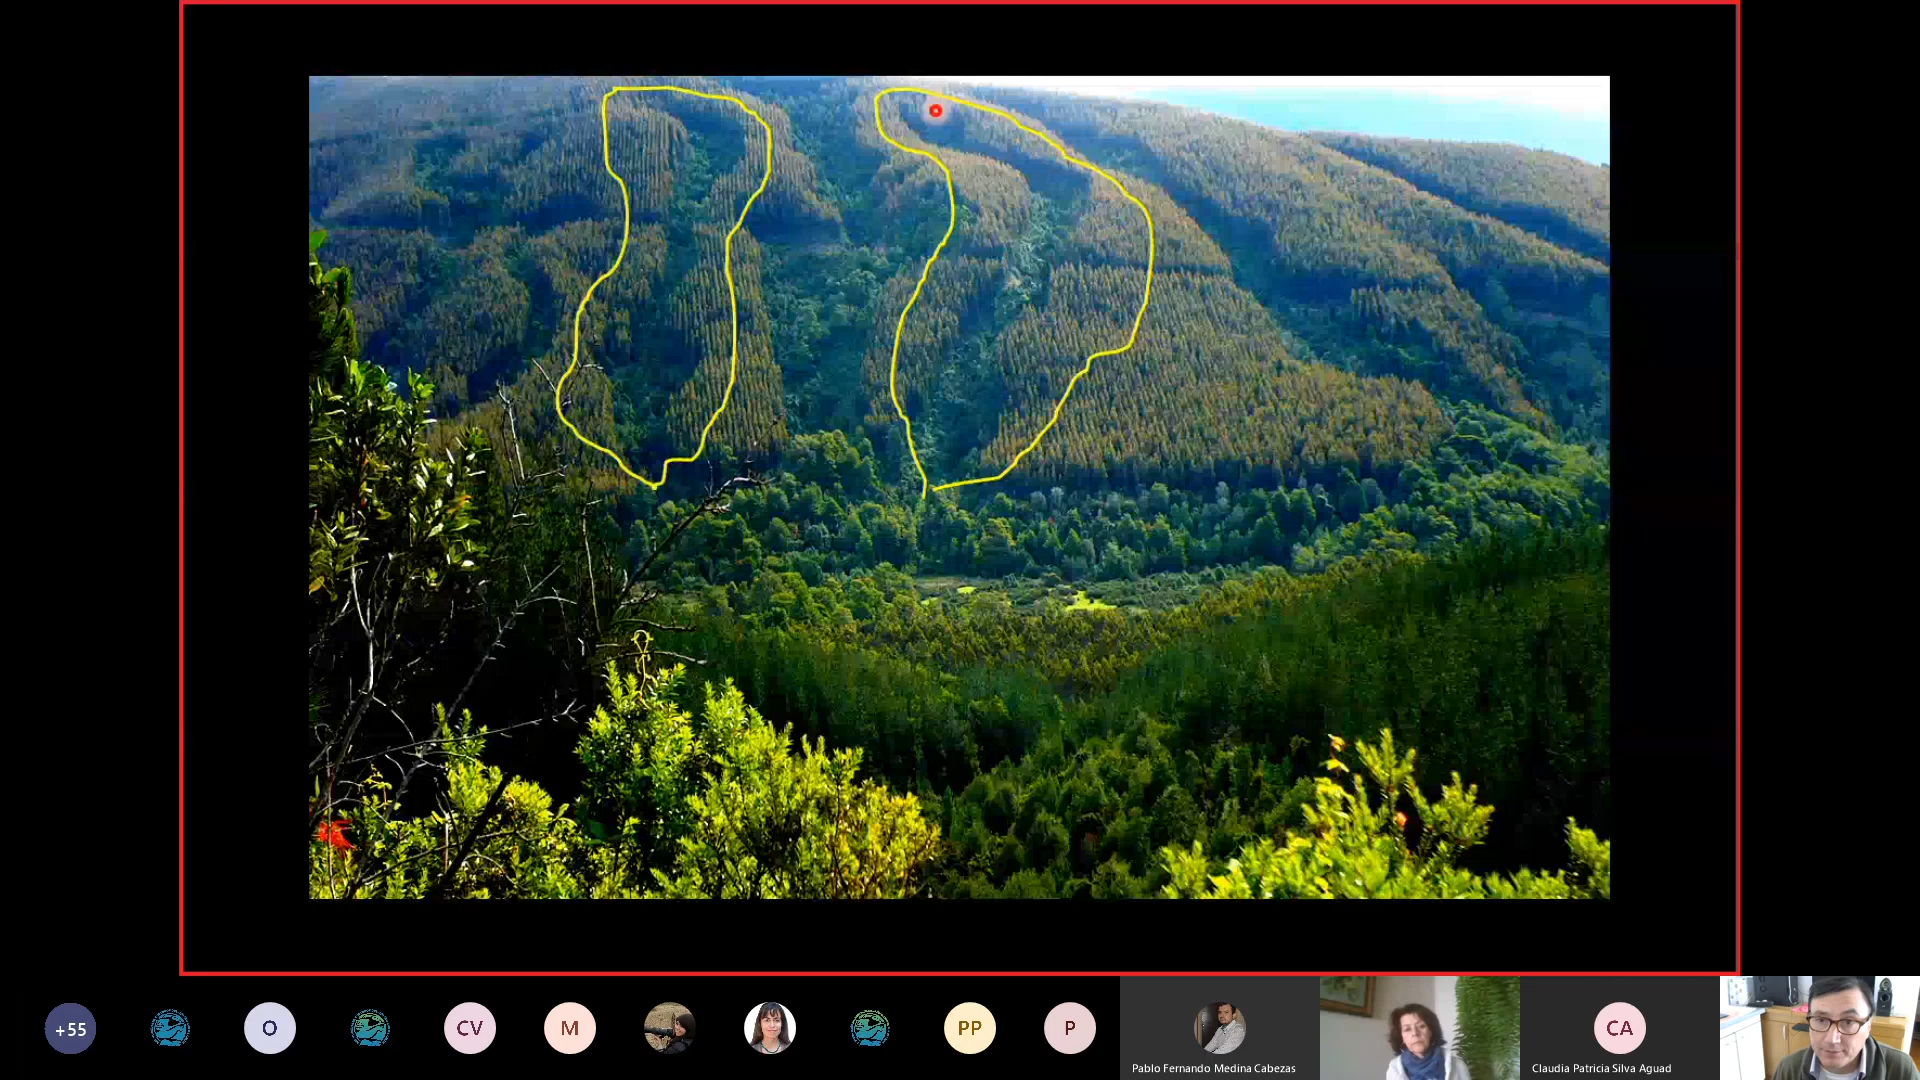 +55
O
CV
M
PP
P
Pablo Fernando Medina Cabezas
CA
Claudia Patricia Silva Aguad